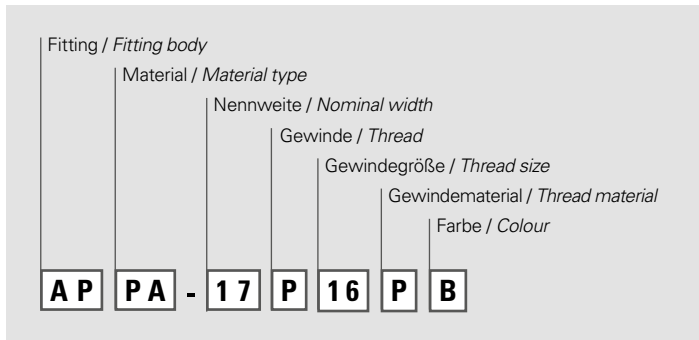 Fitting / Fitting body
Material / Material type
Nennweite / Nominal width
Gewinde / Thread
Gewindegröße / Thread size
Gewindematerial / Thread material
Farbe / Colour
AP PA - 17 P 16 P B